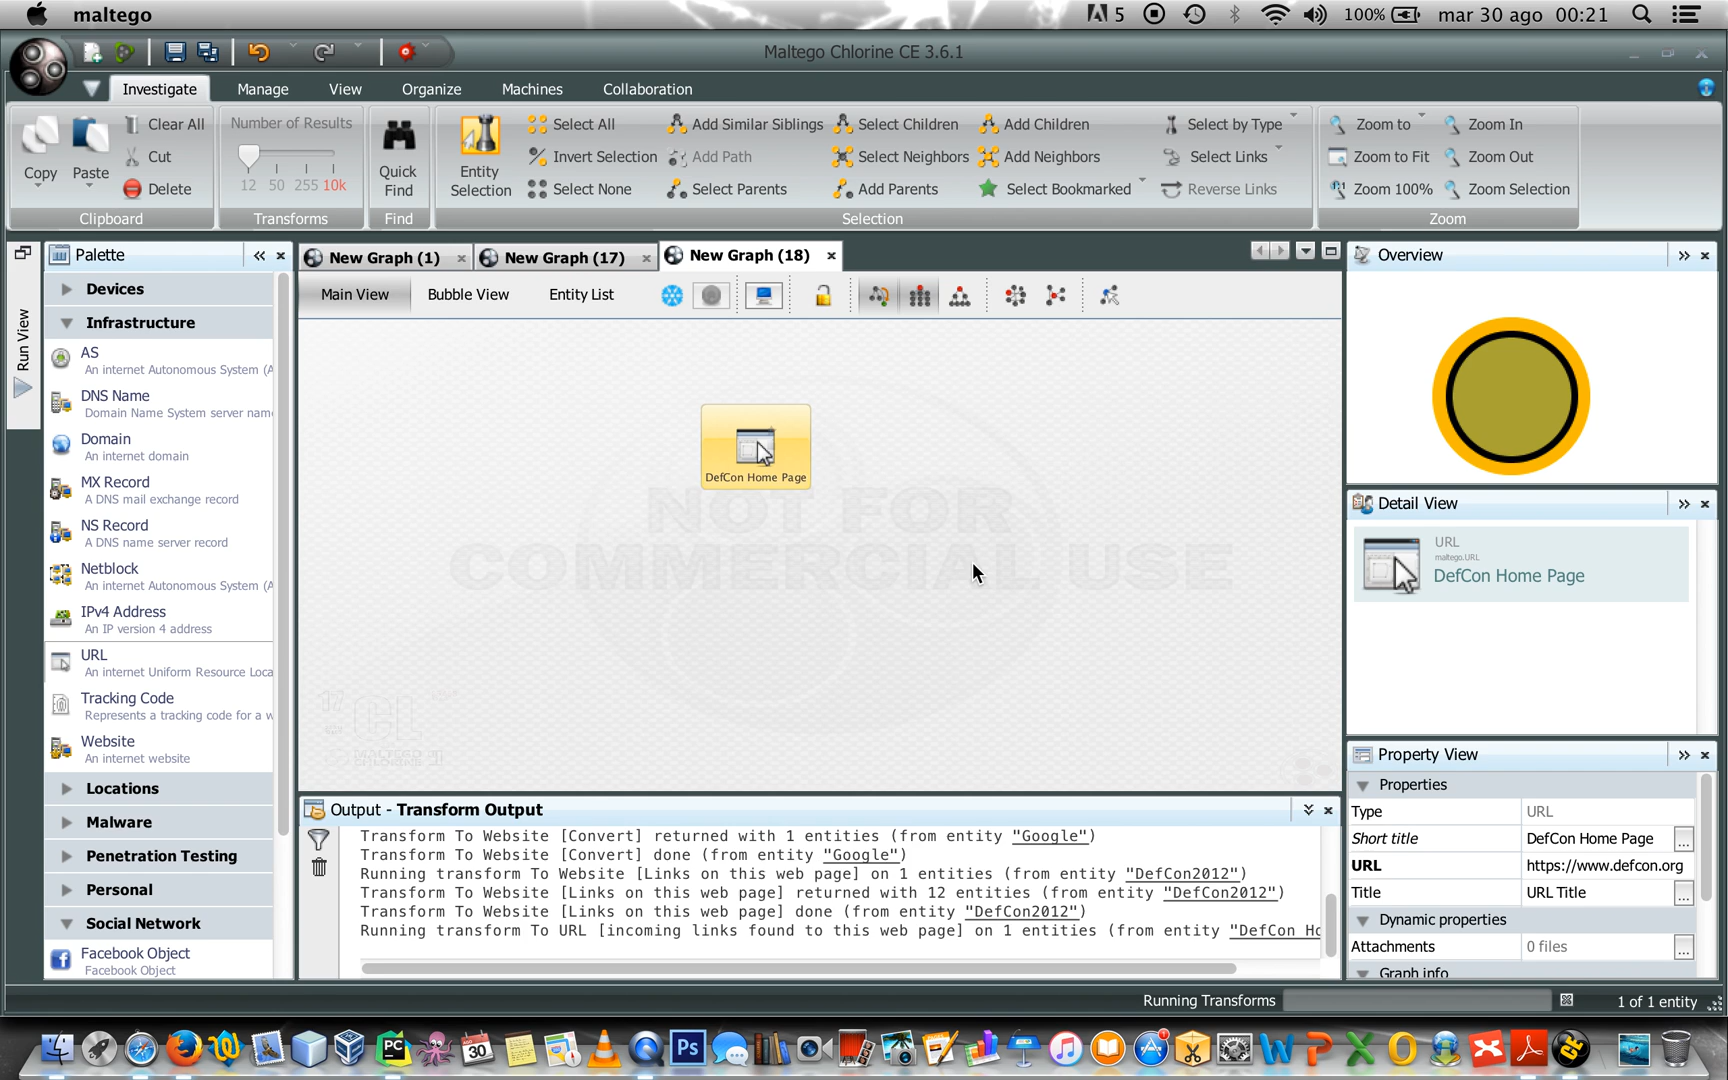 maltego
5
100%
mar 30 ago 00:21
Maltego Chlorine CE 3.6.1
Investigate
Manage
View
Organize
Machines
Collaboration
Copy
Paste
Clear All
Cut
Delete
Clipboard
Number of Results
12 50 255 10k
Transforms
Quick
Find
Find
Entity
Selection
Select All
Invert Selection
Select None
Add Similar Siblings
Add Path
Select Parents
Select Children
Select Neighbors
Add Parents
Add Children
Add Neighbors
Select Bookmarked
Select by Type
Select Links
Reverse Links
Selection
Zoom to
Zoom to Fit
Zoom 100%
Zoom In
Zoom Out
Zoom Selection
Zoom
Run View
Palette
Devices
Infrastructure
AS
An internet Autonomous System (A
DNS Name
Domain Name System server name
Domain
An internet domain
MX Record
A DNS mail exchange record
NS Record
A DNS name server record
Netblock
An internet Autonomous System (A
IPv4 Address
An IP version 4 address
URL
An internet Uniform Resource Loca
Tracking Code
Represents a tracking code for a w
Website
An internet website
Locations
Malware
Penetration Testing
Personal
Social Network
Facebook Object
Facebook Object
New Graph (1)
New Graph (17)
New Graph (18)
Main View
Bubble View
Entity List
DefCon Home Page
NOT FOR
COMMERCIAL USE
Output - Transform Output
Transform To Website [Convert] returned with 1 entities (from entity "Google")
Transform To Website [Convert] done (from entity "Google")
Running transform To Website [Links on this web page] on 1 entities (from entity "DefCon2012")
Transform To Website [Links on this web page] returned with 12 entities (from entity "DefCon2012")
Transform To Website [Links on this web page] done (from entity "DefCon2012")
Running transform To URL [incoming links found to this web page] on 1 entities (from entity "DefCon Ho
Overview
Detail View
URL
maltego.URL
DefCon Home Page
Property View
Properties
Type URL
Short title DefCon Home Page
URL https://www.defcon.org
Title URL Title
Dynamic properties
Attachments 0 files
Graph info
Running Transforms
1 of 1 entity